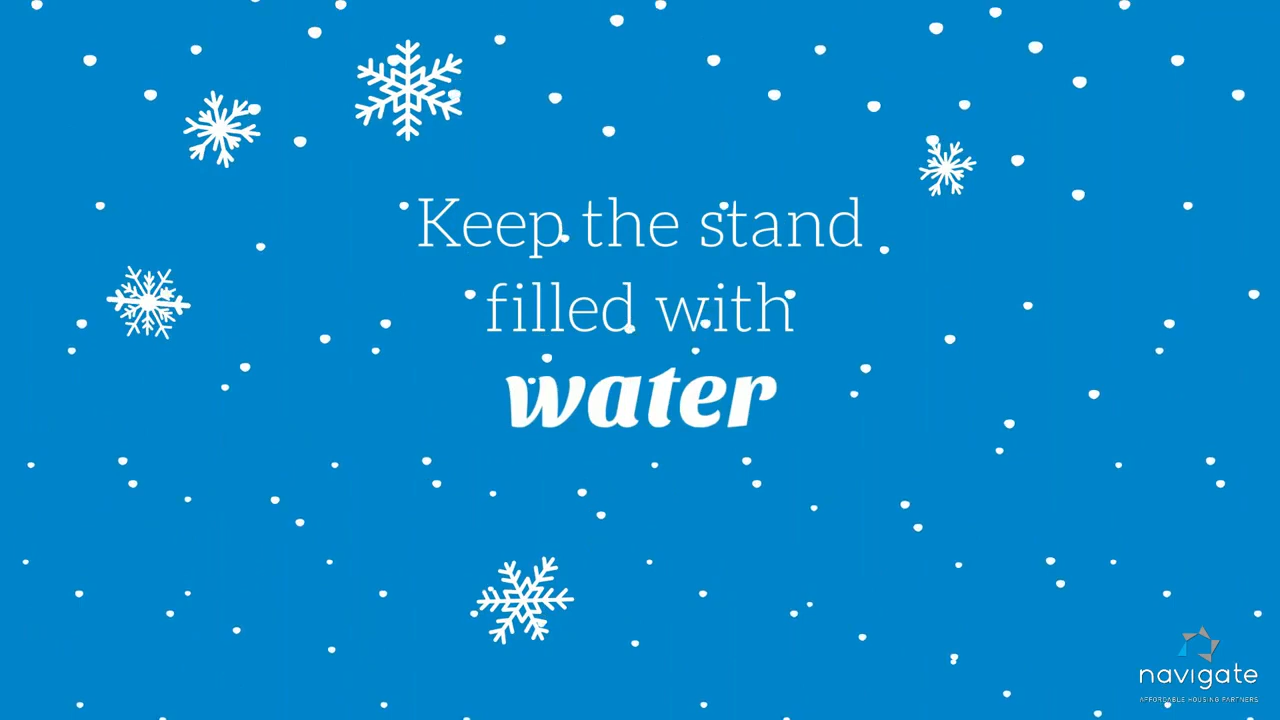 Keep the stand
filled with
water
navigate
AFFORDABLE HOUSING PARTNERS